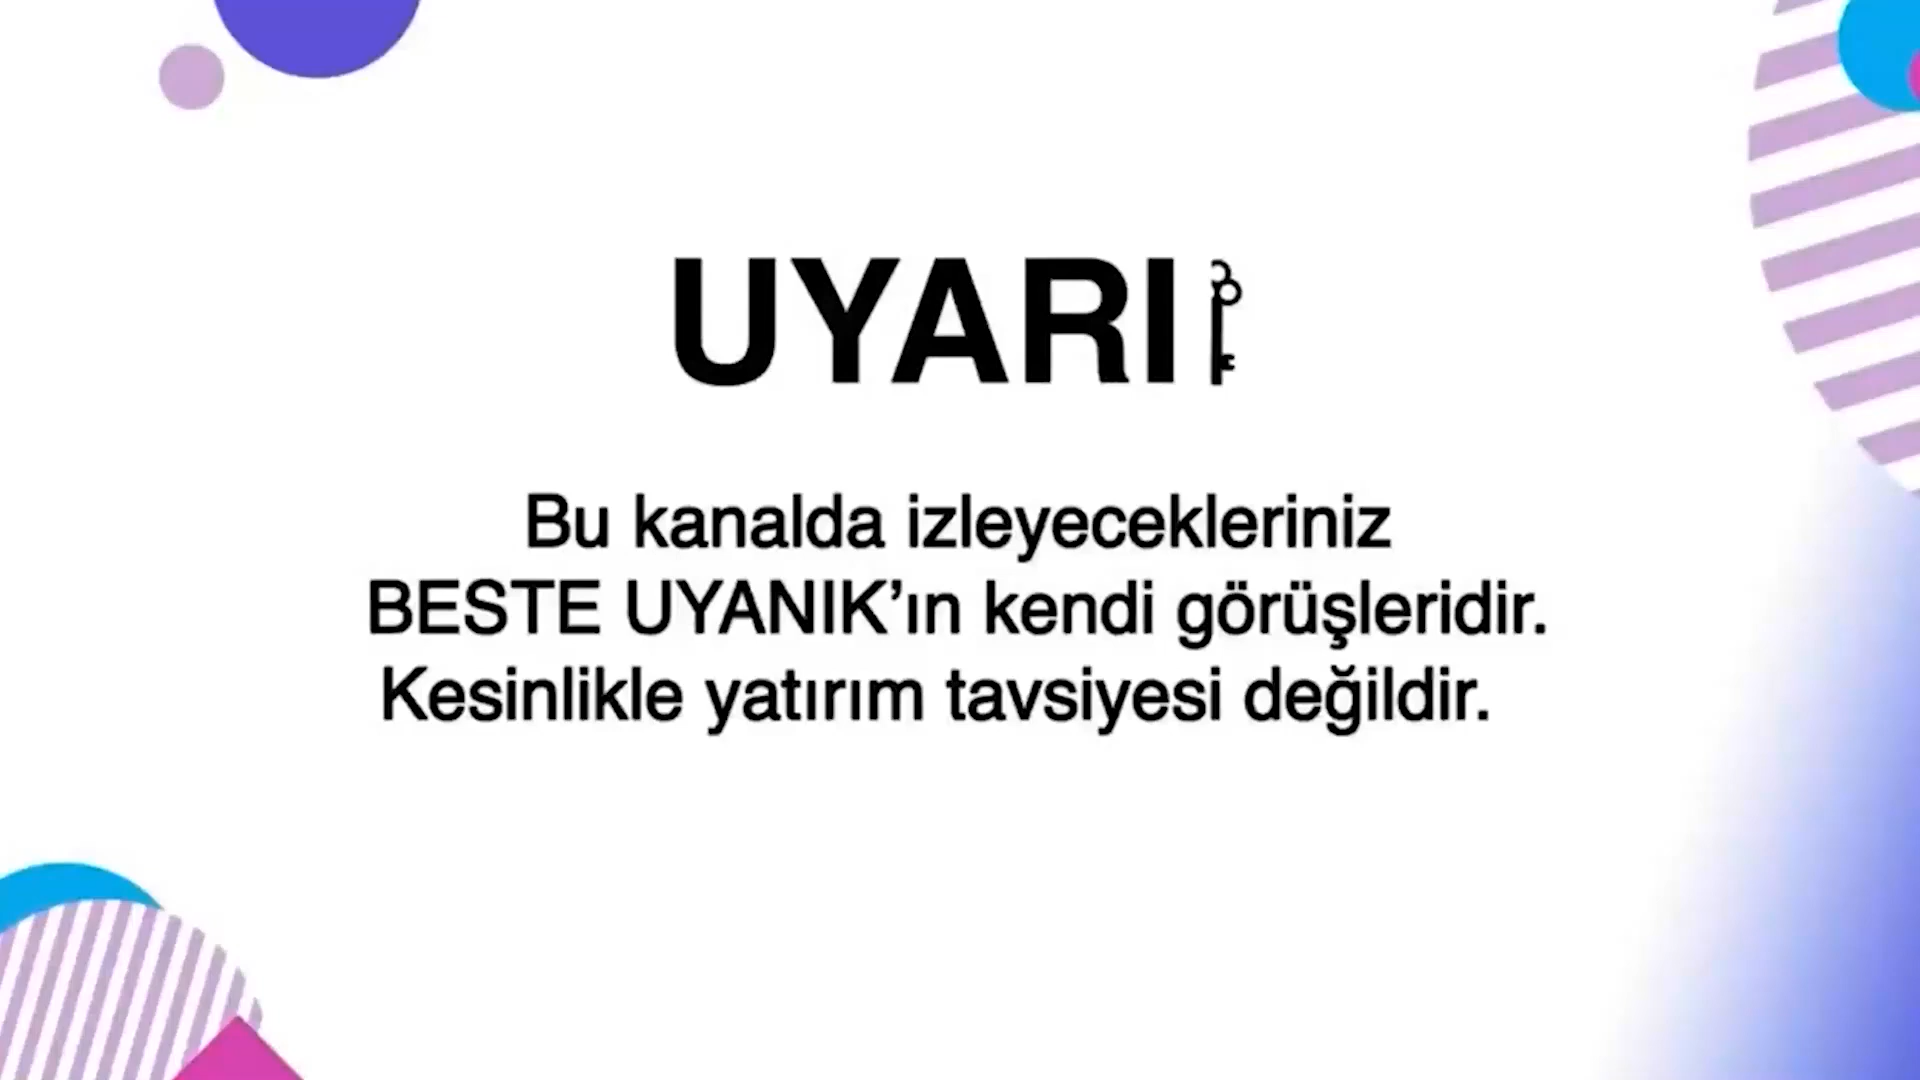 UYARI
Bu kanalda izleyecekleriniz
BESTE UYANIK’ın kendi görüşleridir.
Kesinlikle yatırım tavsiyesi değildir.